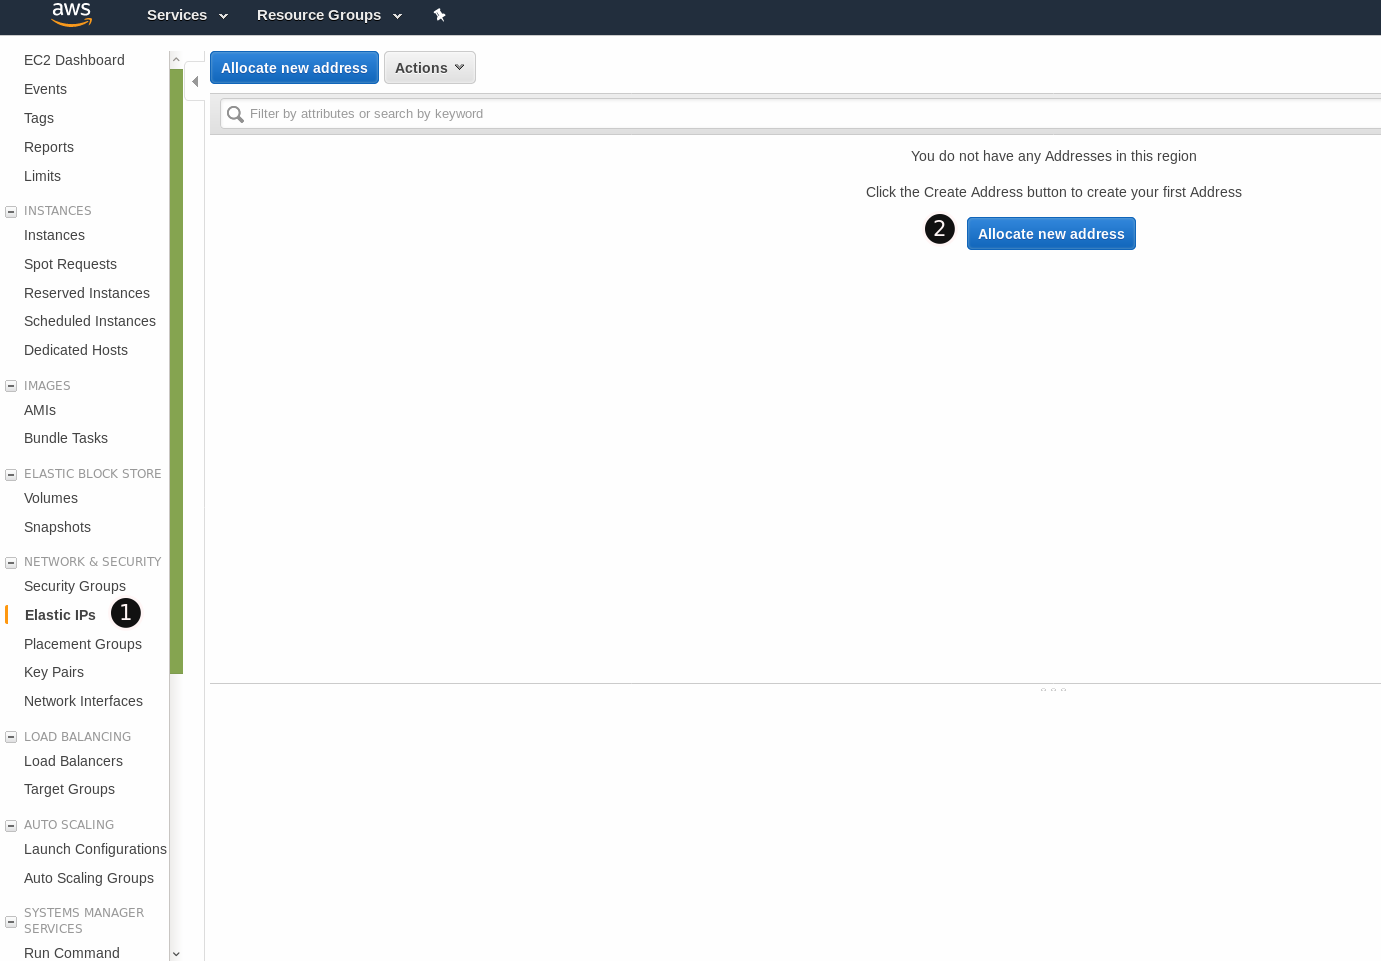 aws
Services
Resource Groups
EC2 Dashboard
Events
Tags
Reports
Limits
INSTANCES
Instances
Spot Requests
Reserved Instances
Scheduled Instances
Dedicated Hosts
IMAGES
AMIs
Bundle Tasks
ELASTIC BLOCK STORE
Volumes
Snapshots
NETWORK & SECURITY
Security Groups
Elastic IPs 1
Placement Groups
Key Pairs
Network Interfaces
LOAD BALANCING
Load Balancers
Target Groups
AUTO SCALING
Launch Configurations
Auto Scaling Groups
SYSTEMS MANAGER
SERVICES
Run Command
Allocate new address
Actions
Filter by attributes or search by keyword
You do not have any Addresses in this region
Click the Create Address button to create your first Address
2 Allocate new address